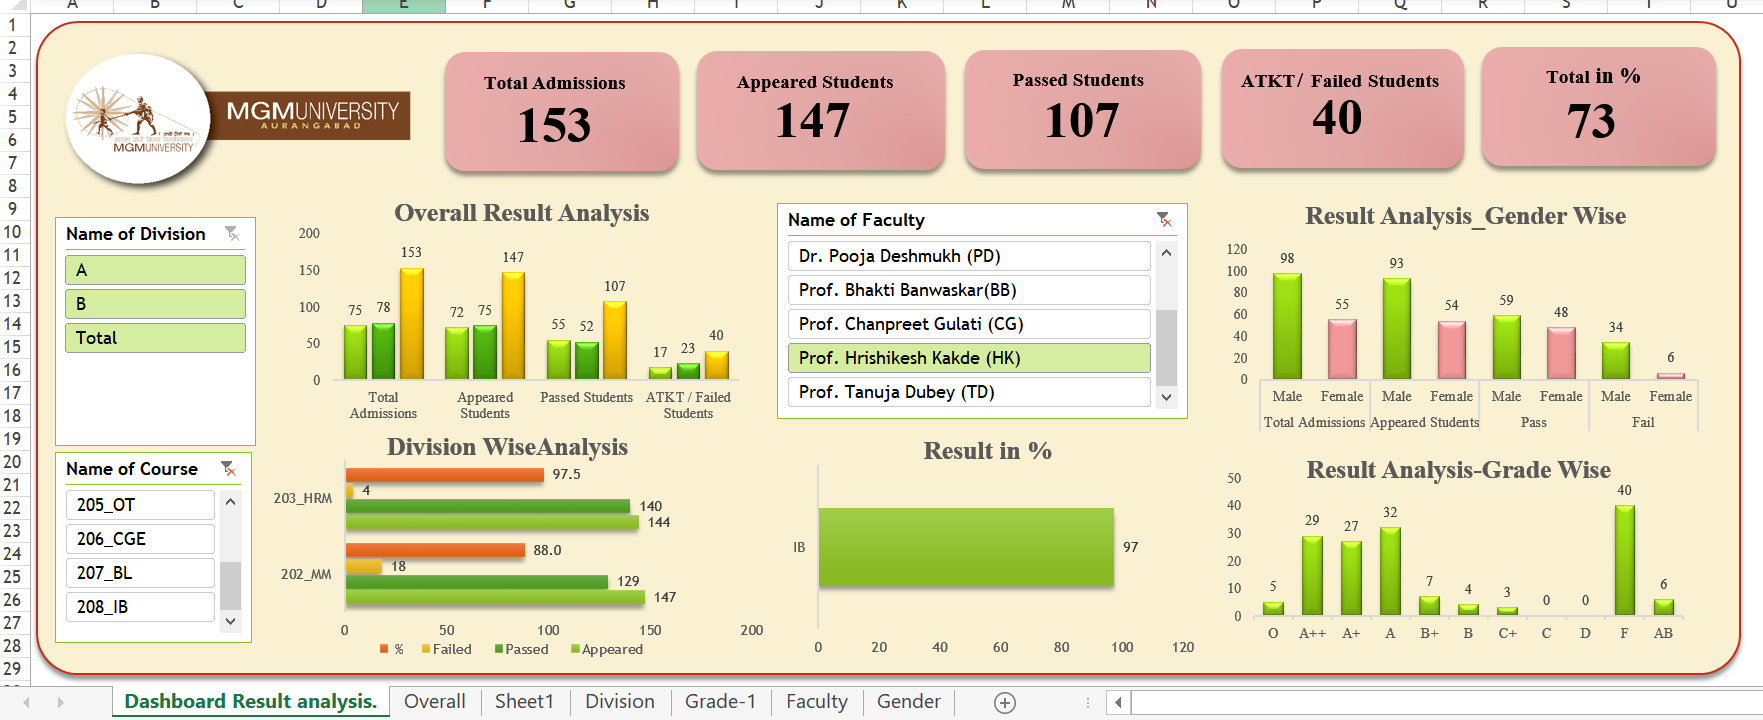 A B C D E F G H I J K L M N O P Q R S T U
1
2
3
4
5
6
7
8
9
10
11
12
13
14
15
16
17
18
19
20
21
22
23
24
25
26
27
28
29
MGMUNIVERSITY
AURANGABAD
MGMUNIVERSITY
Total Admissions
153
Appeared Students
147
Passed Students
107
ATKT/ Failed Students
40
Total in %
73
Name of Division
A
B
Total
Overall Result Analysis
200
150
100
50
0
75 78 153
72 75 147
55 52 107
17 23 40
Total Admissions
Appeared Students
Passed Students
ATKT / Failed Students
Name of Faculty
Dr. Pooja Deshmukh (PD)
Prof. Bhakti Banwaskar(BB)
Prof. Chanpreet Gulati (CG)
Prof. Hrishikesh Kakde (HK)
Prof. Tanuja Dubey (TD)
Result Analysis_Gender Wise
120
100
80
60
40
20
0
98 55 93 54 59 48 34 6
Male Female Male Female Male Female Male Female
Total Admissions Appeared Students Pass Fail
Name of Course
205_OT
206_CGE
207_BL
208_IB
Division WiseAnalysis
203_HRM
97.5
4
140
144
202_MM
88.0
18
129
147
0 50 100 150 200
% Failed Passed Appeared
Result in %
IB
97
0 20 40 60 80 100 120
Result Analysis-Grade Wise
50
40
30
20
10
0
5 29 27 32 7 4 3 0 0 40 6
O A++ A+ A B+ B C+ C D F AB
Dashboard Result analysis. Overall Sheet1 Division Grade-1 Faculty Gender